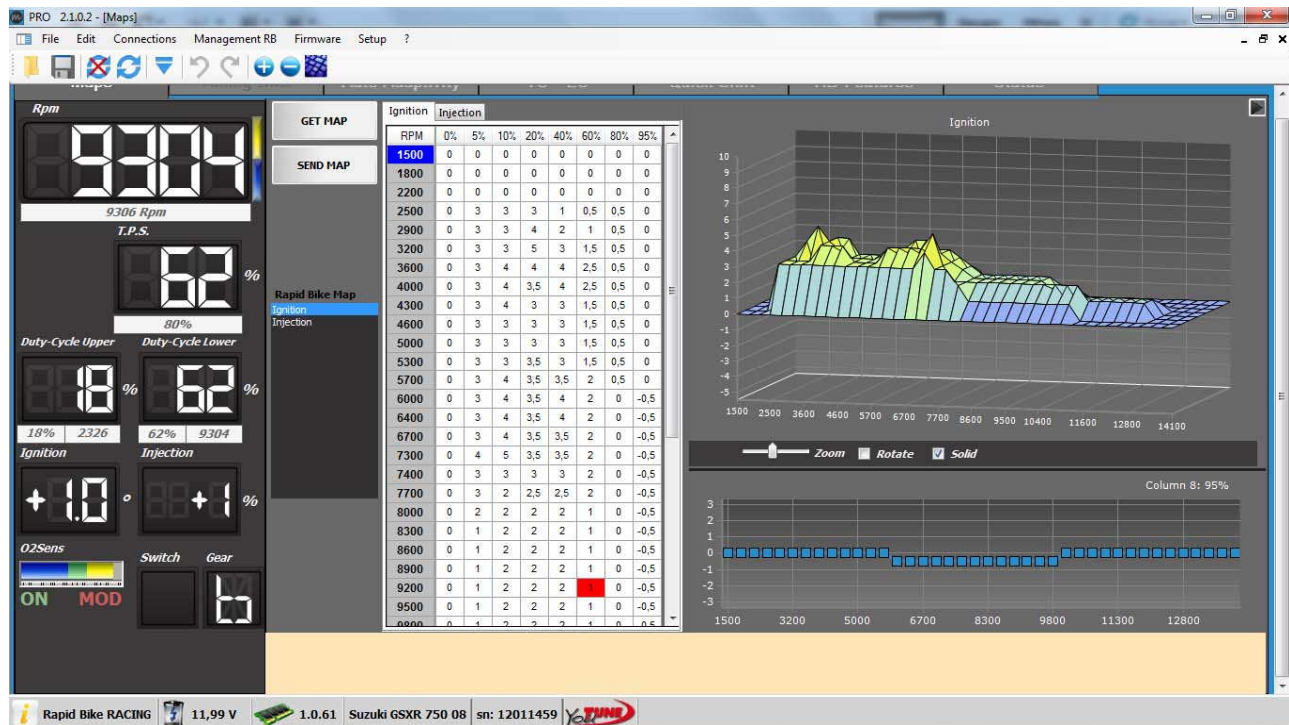 PRO 2.1.0.2 - [Maps]
File Edit Connections Management RB Firmware Setup ?
Rpm
9304
9306 Rpm
T.P.S.
62 %
80%
Duty-Cycle Upper Duty-Cycle Lower
18 % 62 %
18% 2326 62% 9304
Ignition Injection
+1.0 ° +1 %
O2Sens Switch Gear
ON MOD
GET MAP
SEND MAP
Rapid Bike Map
Ignition
Injection
Ignition Injection
RPM 0% 5% 10% 20% 40% 60% 80% 95%
1500 0 0 0 0 0 0 0 0
1800 0 0 0 0 0 0 0 0
2200 0 0 0 0 0 0 0 0
2500 0 3 3 3 1 0,5 0,5 0
2900 0 3 3 4 2 1 0,5 0
3200 0 3 3 5 3 1,5 0,5 0
3600 0 3 4 4 4 2,5 0,5 0
4000 0 3 4 3,5 4 2,5 0,5 0
4300 0 3 4 3 3 1,5 0,5 0
4600 0 3 3 3 3 1,5 0,5 0
5000 0 3 3 3 3 1,5 0,5 0
5300 0 3 3 3,5 3 1,5 0,5 0
5700 0 3 4 3,5 3,5 2 0,5 0
6000 0 3 4 3,5 4 2 0 -0,5
6400 0 3 4 3,5 4 2 0 -0,5
6700 0 3 4 3,5 3,5 2 0 -0,5
7300 0 4 5 3,5 3,5 2 0 -0,5
7400 0 3 3 3 3 2 0 -0,5
7700 0 3 2 2,5 2,5 2 0 -0,5
8000 0 2 2 2 2 1 0 -0,5
8300 0 1 2 2 2 1 0 -0,5
8600 0 1 2 2 2 1 0 -0,5
8900 0 1 2 2 2 1 0 -0,5
9200 0 1 2 2 2 1 0 -0,5
9500 0 1 2 2 2 1 0 -0,5
Ignition
10
9
8
7
6
5
4
3
2
1
0
-1
-2
-3
-4
-5
1500 2500 3600 4600 5700 6700 7700 8600 9500 10400 11600 12800 14100
Zoom Rotate Solid
Column 8: 95%
3
2
1
0
-1
-2
-3
1500 3200 5000 6700 8300 9800 11300 12800
Rapid Bike RACING 11,99 V 1.0.61 Suzuki GSXR 750 08 sn: 12011459 YouTUNE